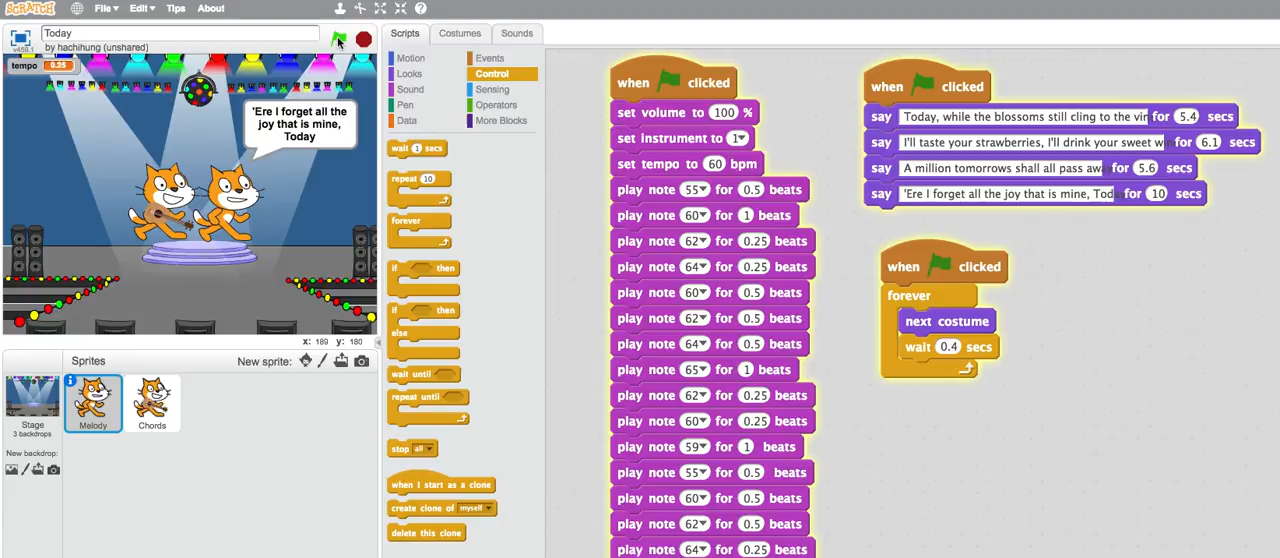 SCRATCH File Edit Tips About
Today
by hachihung (unshared)
v459.1
tempo 0.25
'Ere I forget all the
joy that is mine,
Today
x: 189 y: 180
Sprites New sprite:
Stage
3 backdrops
New backdrop:
Melody
Chords
Scripts Costumes Sounds
Motion Events
Looks Control
Sound Sensing
Pen Operators
Data More Blocks
wait 1 secs
repeat 10
forever
if then
if then
else
wait until
repeat until
stop all
when I start as a clone
create clone of myself
delete this clone
when clicked
set volume to 100 %
set instrument to 1
set tempo to 60 bpm
play note 55 for 0.5 beats
play note 60 for 1 beats
play note 62 for 0.25 beats
play note 64 for 0.25 beats
play note 60 for 0.5 beats
play note 62 for 0.5 beats
play note 64 for 0.5 beats
play note 65 for 1 beats
play note 62 for 0.25 beats
play note 60 for 0.25 beats
play note 59 for 1 beats
play note 55 for 0.5 beats
play note 60 for 0.5 beats
play note 62 for 0.5 beats
play note 64 for 0.25 beats
when clicked
say Today, while the blossoms still cling to the vin for 5.4 secs
say I'll taste your strawberries, I'll drink your sweet w for 6.1 secs
say A million tomorrows shall all pass awa for 5.6 secs
say 'Ere I forget all the joy that is mine, Tod for 10 secs
when clicked
forever
next costume
wait 0.4 secs